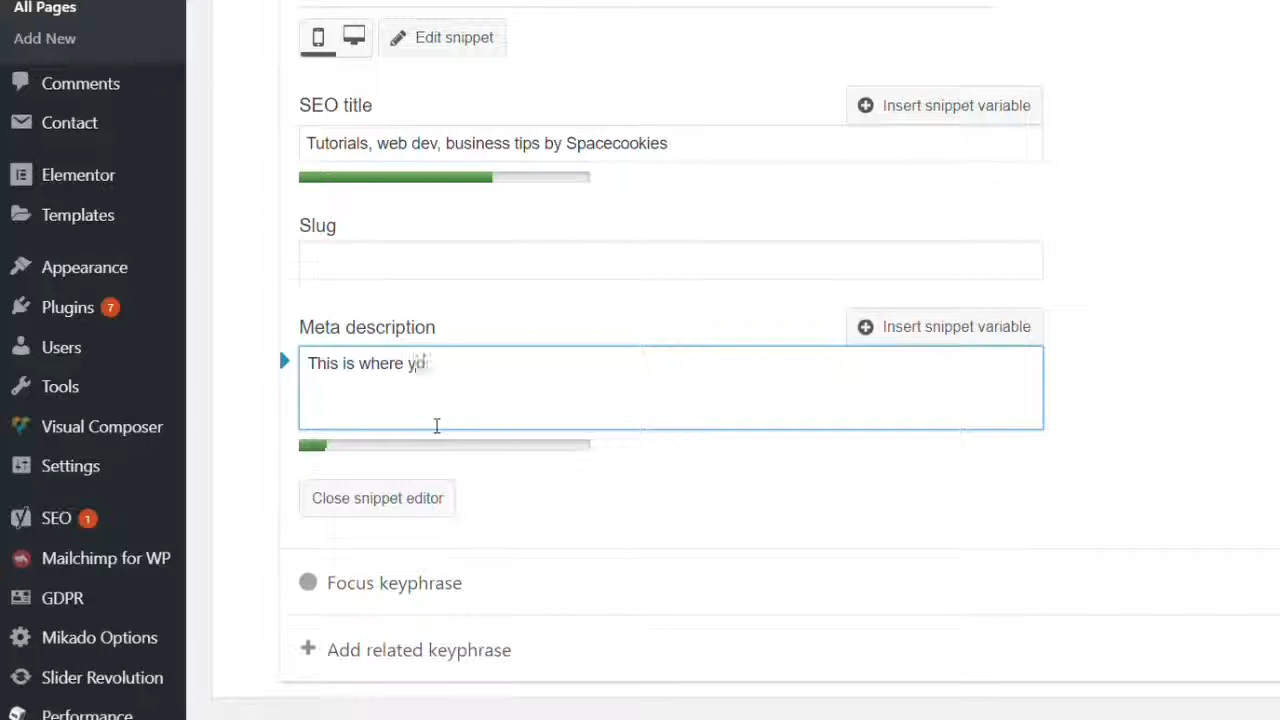 All Pages
Add New
Comments
Contact
Elementor
Templates
Appearance
Plugins 7
Users
Tools
Visual Composer
Settings
SEO 1
Mailchimp for WP
GDPR
Mikado Options
Slider Revolution
Performance
Edit snippet
SEO title
Insert snippet variable
Tutorials, web dev, business tips by Spacecookies
Slug
Meta description
Insert snippet variable
This is where
Close snippet editor
Focus keyphrase
Add related keyphrase